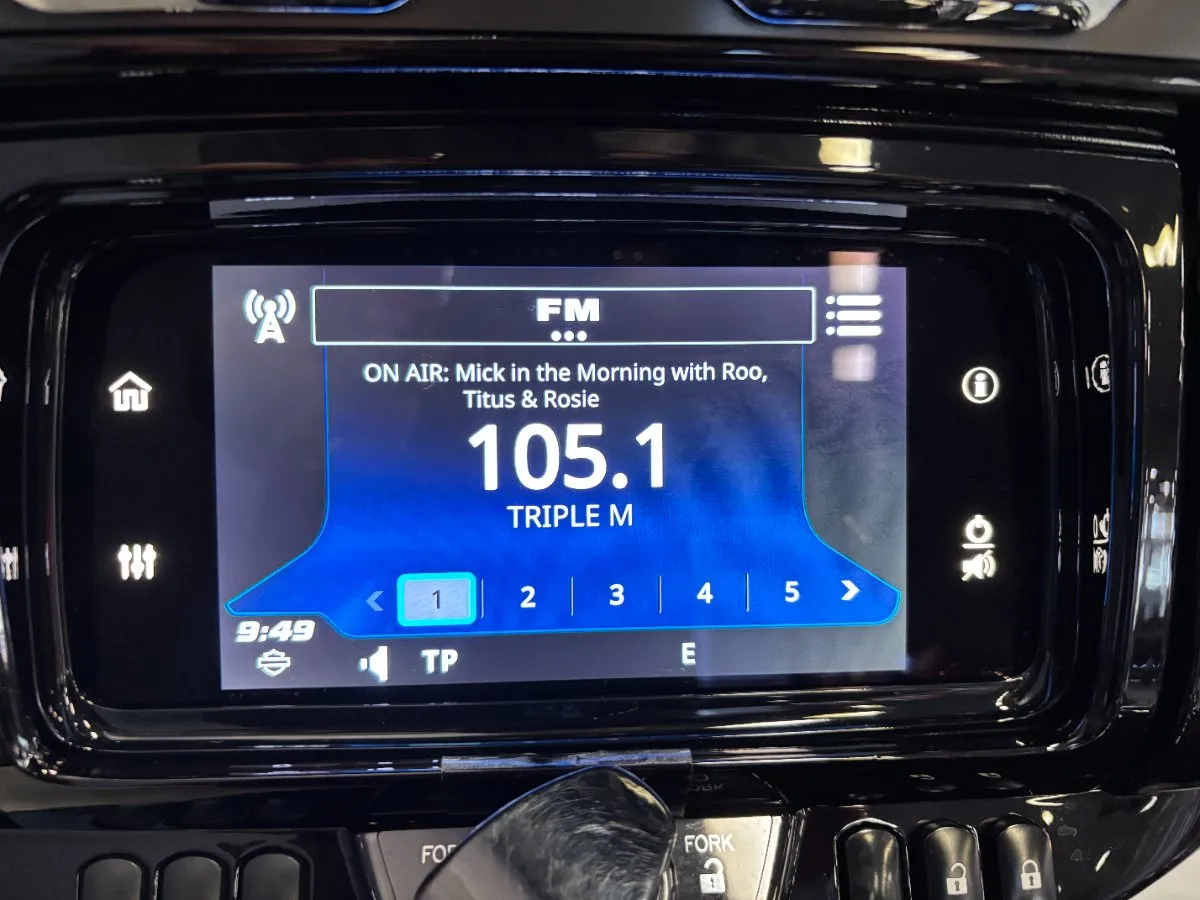 FM
ON AIR: Mick in the Morning with Roo,
Titus & Rosie
105.1
TRIPLE M
1 2 3 4 5
9:49
TP E
FORK